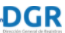 DGR
Dirección General de Registros